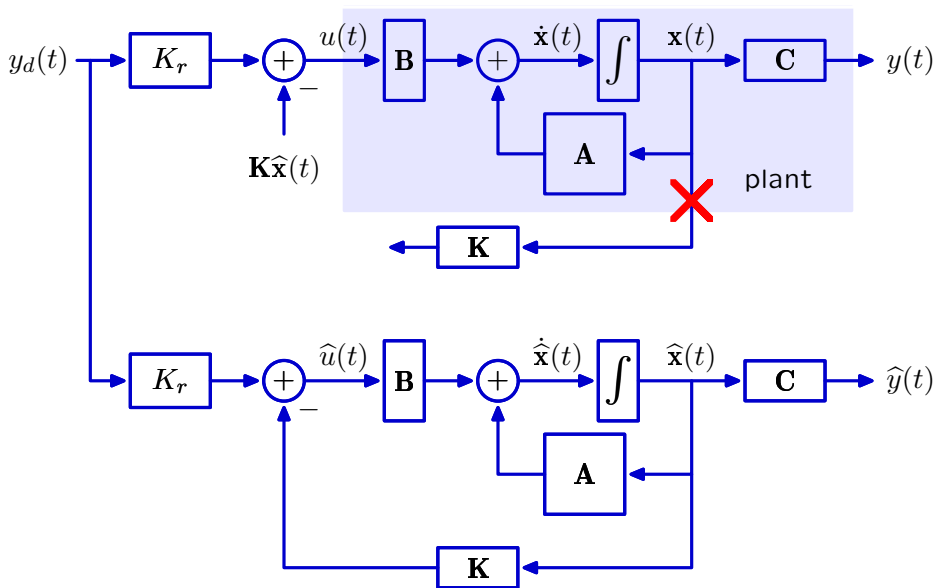 y_d(t) K_r + u(t) B + ẋ(t) ∫ x(t) C y(t)
−
A
Kx̂(t)
plant
K
K_r + û(t) B + x̂̇(t) ∫ x̂(t) C ŷ(t)
−
A
K